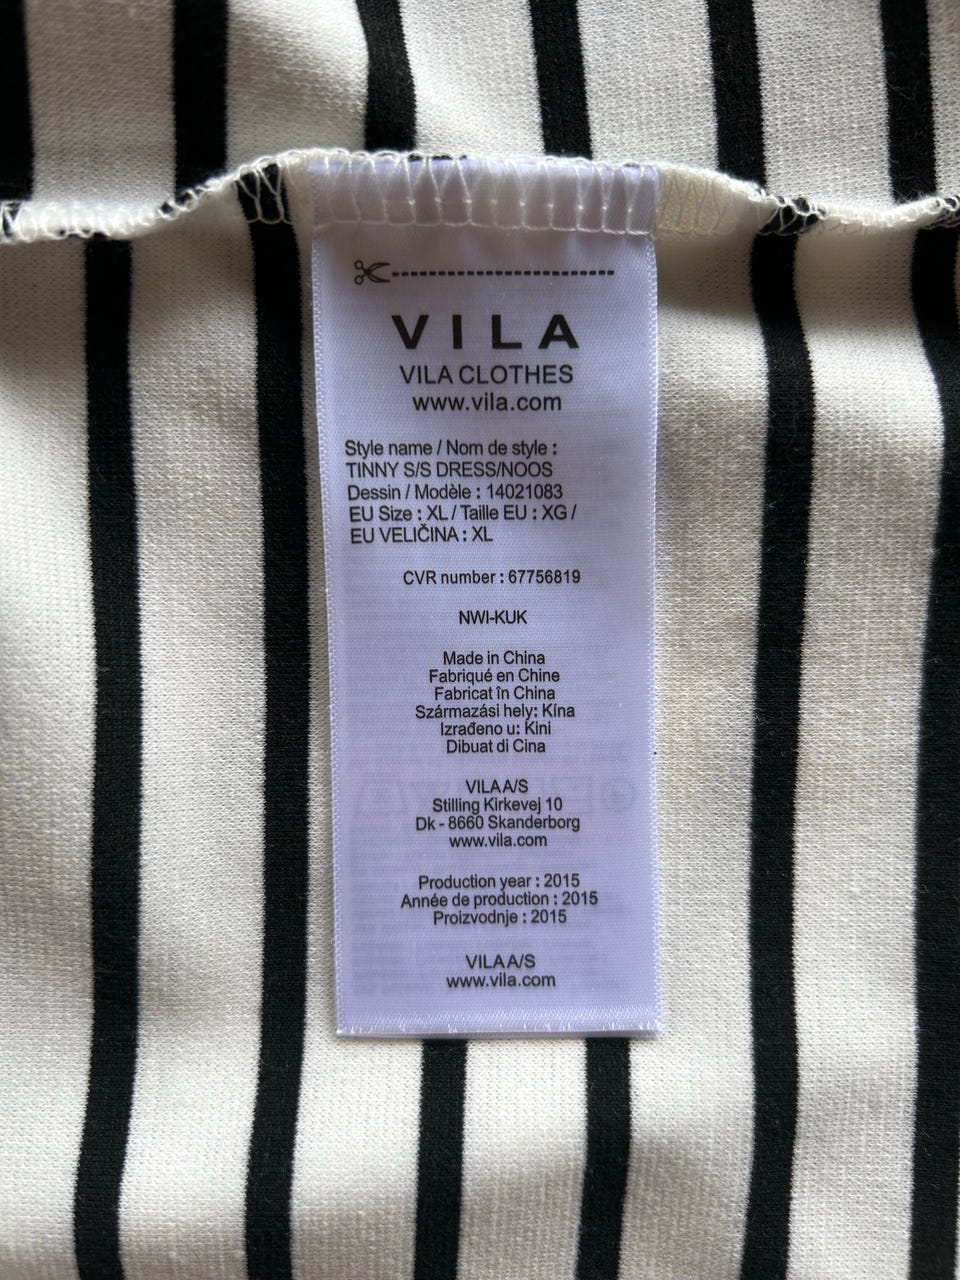 VILA
VILA CLOTHES
www.vila.com
Style name / Nom de style :
TINNY S/S DRESS/NOOS
Dessin / Modèle : 14021083
EU Size : XL / Taille EU : XG /
EU VELIČINA : XL
CVR number : 67756819
NWI-KUK
Made in China
Fabriqué en Chine
Fabricat în China
Származási hely: Kína
Izrađeno u: Kini
Dibuat di Cina
VILA A/S
Stilling Kirkevej 10
Dk - 8660 Skanderborg
www.vila.com
Production year : 2015
Année de production : 2015
Proizvodnje : 2015
VILA A/S
www.vila.com